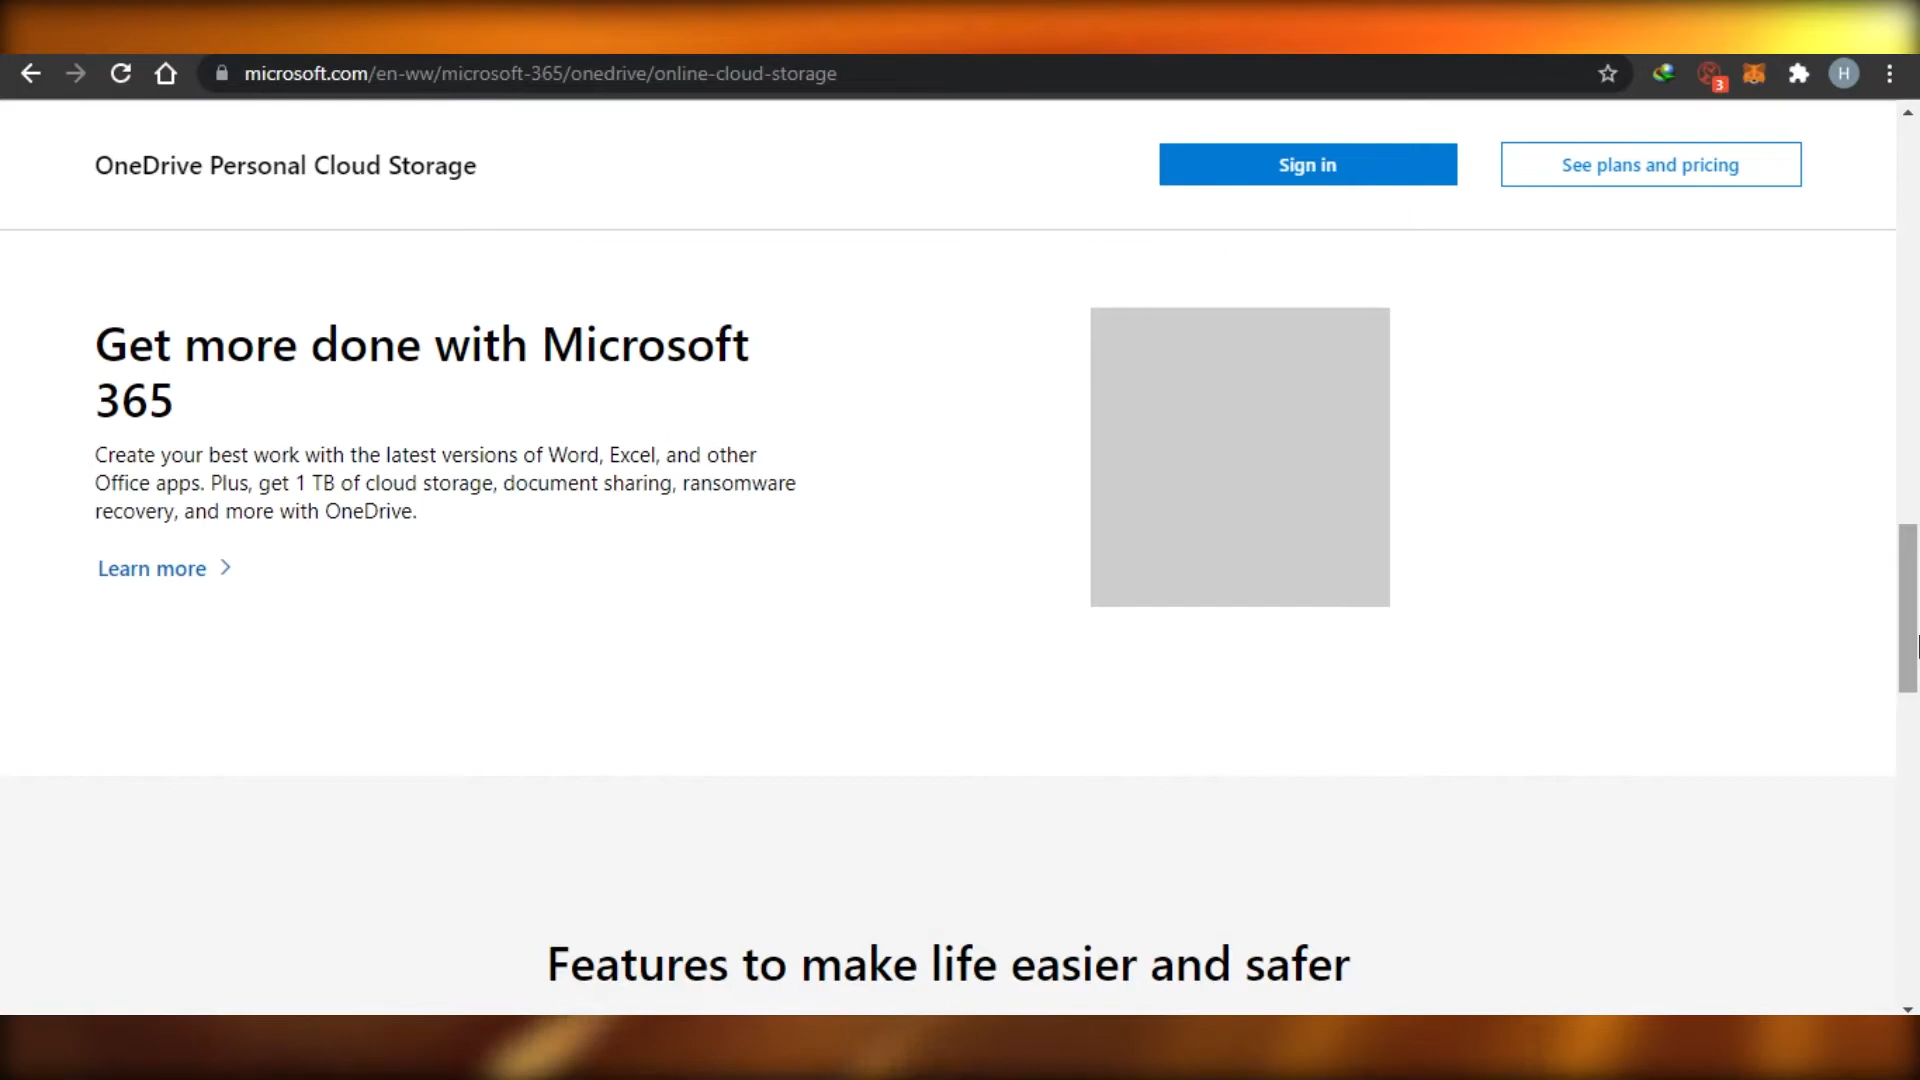 microsoft.com/en-ww/microsoft-365/onedrive/online-cloud-storage
3
H
OneDrive Personal Cloud Storage
Sign in
See plans and pricing
Get more done with Microsoft
365
Create your best work with the latest versions of Word, Excel, and other
Office apps. Plus, get 1 TB of cloud storage, document sharing, ransomware
recovery, and more with OneDrive.
Learn more
Features to make life easier and safer